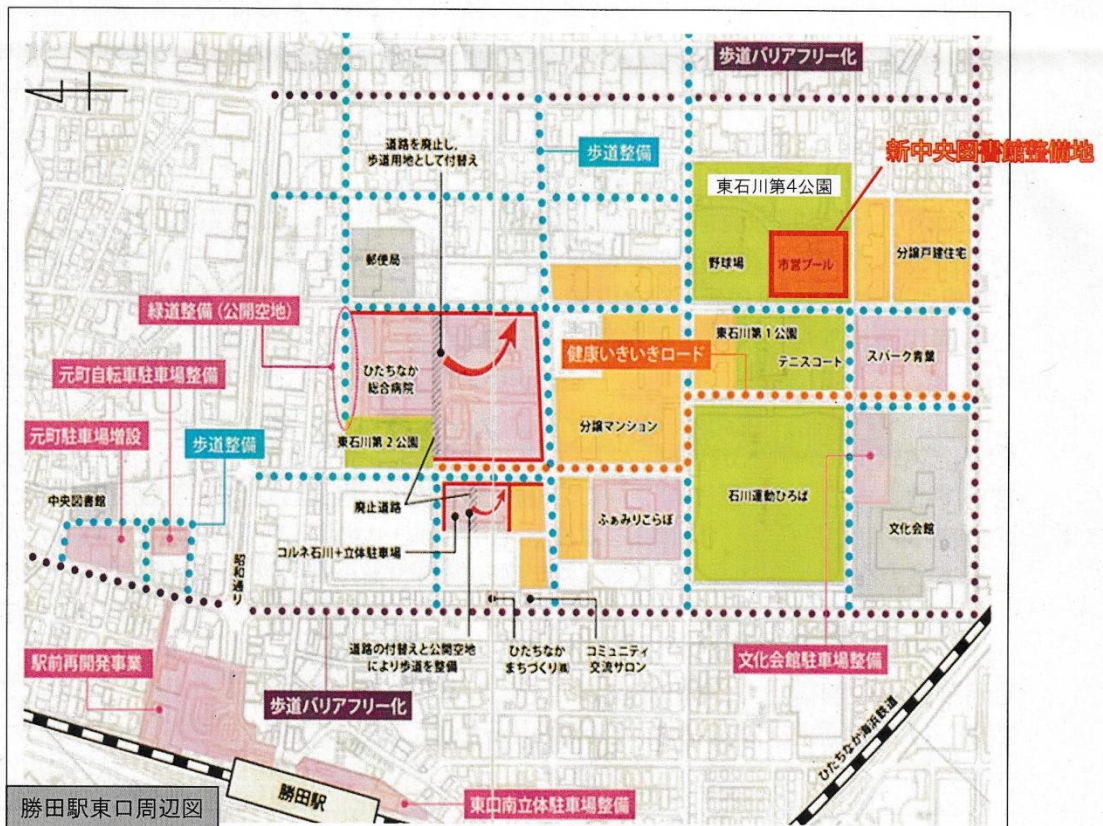 歩道バリアフリー化
道路を廃止し、
歩道用地として付替え
歩道整備
新中央図書館整備地
東石川第4公園
郵便局
野球場
市営プール
分譲戸建住宅
緑道整備(公開空地)
元町自転車駐車場整備
ひたちなか
総合病院
健康いきいきロード
東石川第1公園
テニスコート
スパーク青葉
元町駐車場増設
歩道整備
東石川第2公園
分譲マンション
中央図書館
廃止道路
石川運動ひろば
ふぁみりこらぼ
文化会館
コルネ石川+立体駐車場
昭和通り
道路の付替えと公開空地
により歩道を整備
ひたちなか
まちづくり㈱
コミュニティ
交流サロン
文化会館駐車場整備
駅前再開発事業
歩道バリアフリー化
ひたちなか海浜鉄道
勝田駅
東口南立体駐車場整備
勝田駅東口周辺図